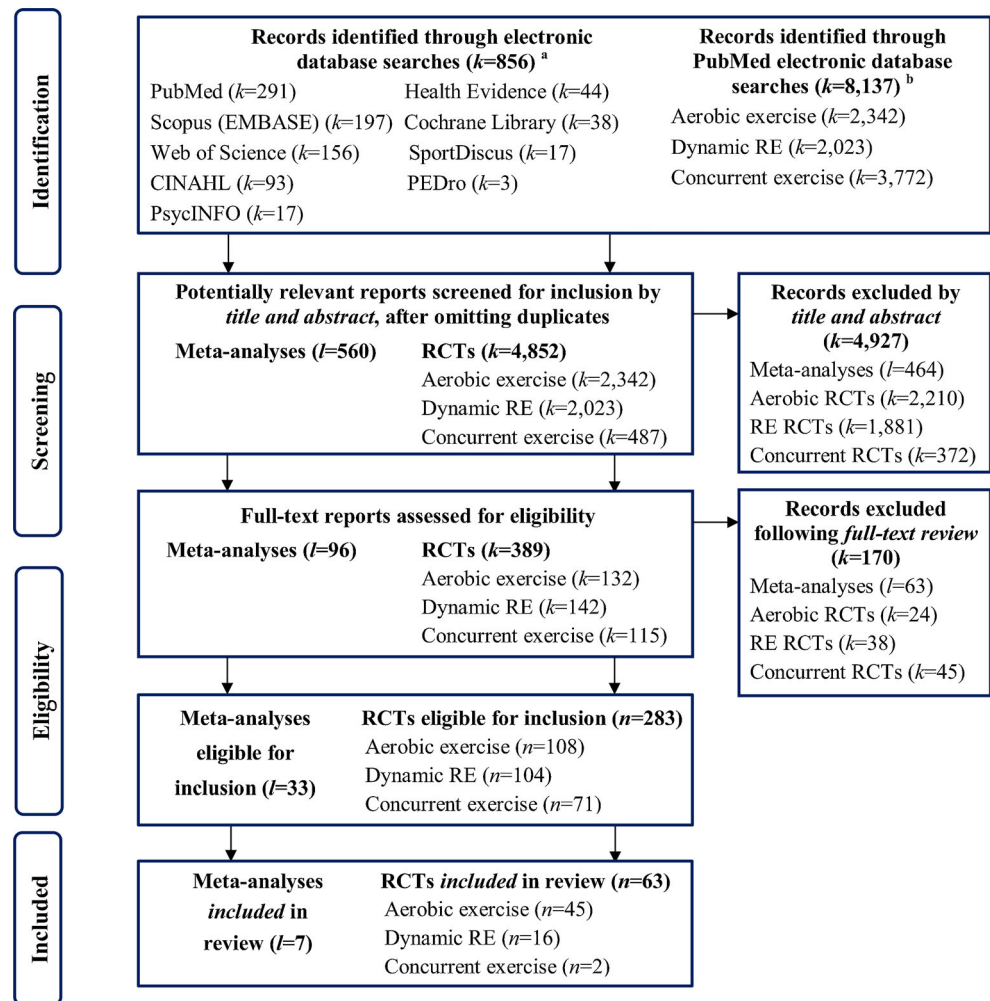 Identification
Records identified through electronic
database searches (k=856) a
PubMed (k=291)
Scopus (EMBASE) (k=197)
Web of Science (k=156)
CINAHL (k=93)
PsycINFO (k=17)
Health Evidence (k=44)
Cochrane Library (k=38)
SportDiscus (k=17)
PEDro (k=3)
Records identified through
PubMed electronic database
searches (k=8,137) b
Aerobic exercise (k=2,342)
Dynamic RE (k=2,023)
Concurrent exercise (k=3,772)
Screening
Potentially relevant reports screened for inclusion by
title and abstract, after omitting duplicates
Meta-analyses (l=560)
RCTs (k=4,852)
Aerobic exercise (k=2,342)
Dynamic RE (k=2,023)
Concurrent exercise (k=487)
Records excluded by
title and abstract
(k=4,927)
Meta-analyses (l=464)
Aerobic RCTs (k=2,210)
RE RCTs (k=1,881)
Concurrent RCTs (k=372)
Full-text reports assessed for eligibility
Meta-analyses (l=96)
RCTs (k=389)
Aerobic exercise (k=132)
Dynamic RE (k=142)
Concurrent exercise (k=115)
Records excluded
following full-text review
(k=170)
Meta-analyses (l=63)
Aerobic RCTs (k=24)
RE RCTs (k=38)
Concurrent RCTs (k=45)
Eligibility
Meta-analyses
eligible for
inclusion (l=33)
RCTs eligible for inclusion (n=283)
Aerobic exercise (n=108)
Dynamic RE (n=104)
Concurrent exercise (n=71)
Included
Meta-analyses
included in
review (l=7)
RCTs included in review (n=63)
Aerobic exercise (n=45)
Dynamic RE (n=16)
Concurrent exercise (n=2)